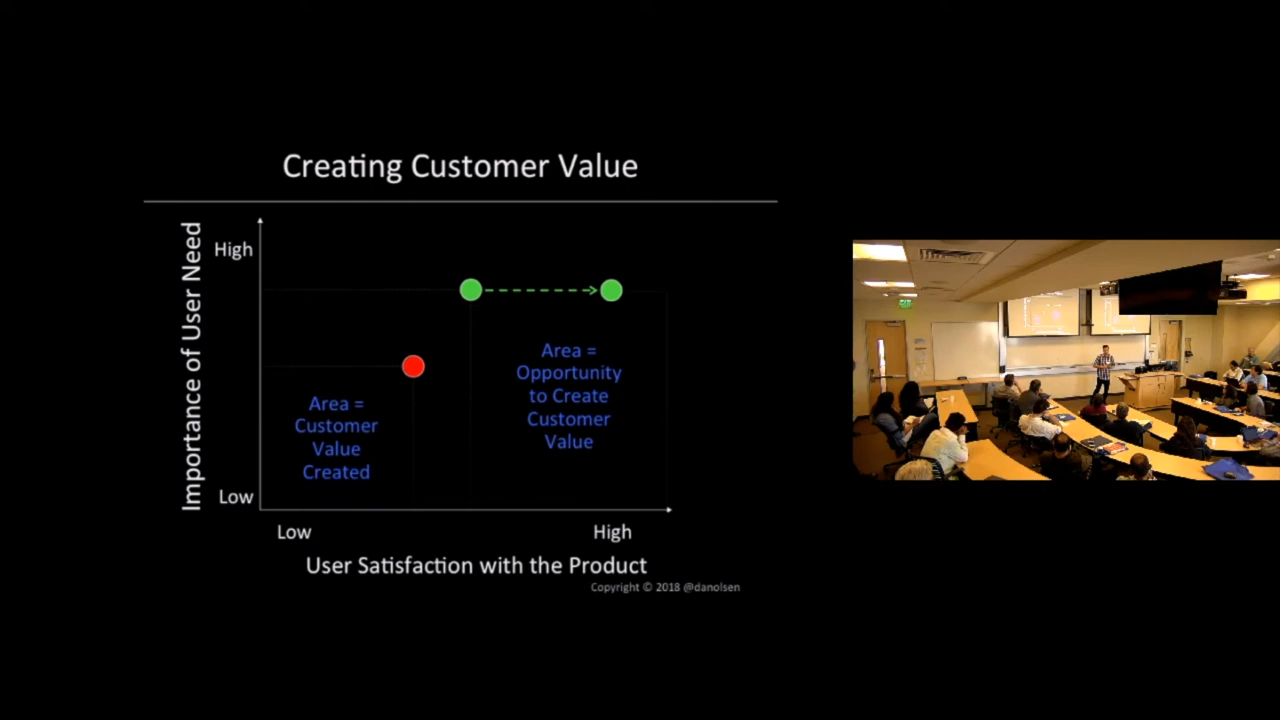 Creating Customer Value
Importance of User Need
High
Low
Area =
Customer
Value
Created
Area =
Opportunity
to Create
Customer
Value
Low
High
User Satisfaction with the Product
Copyright © 2018 @danolsen